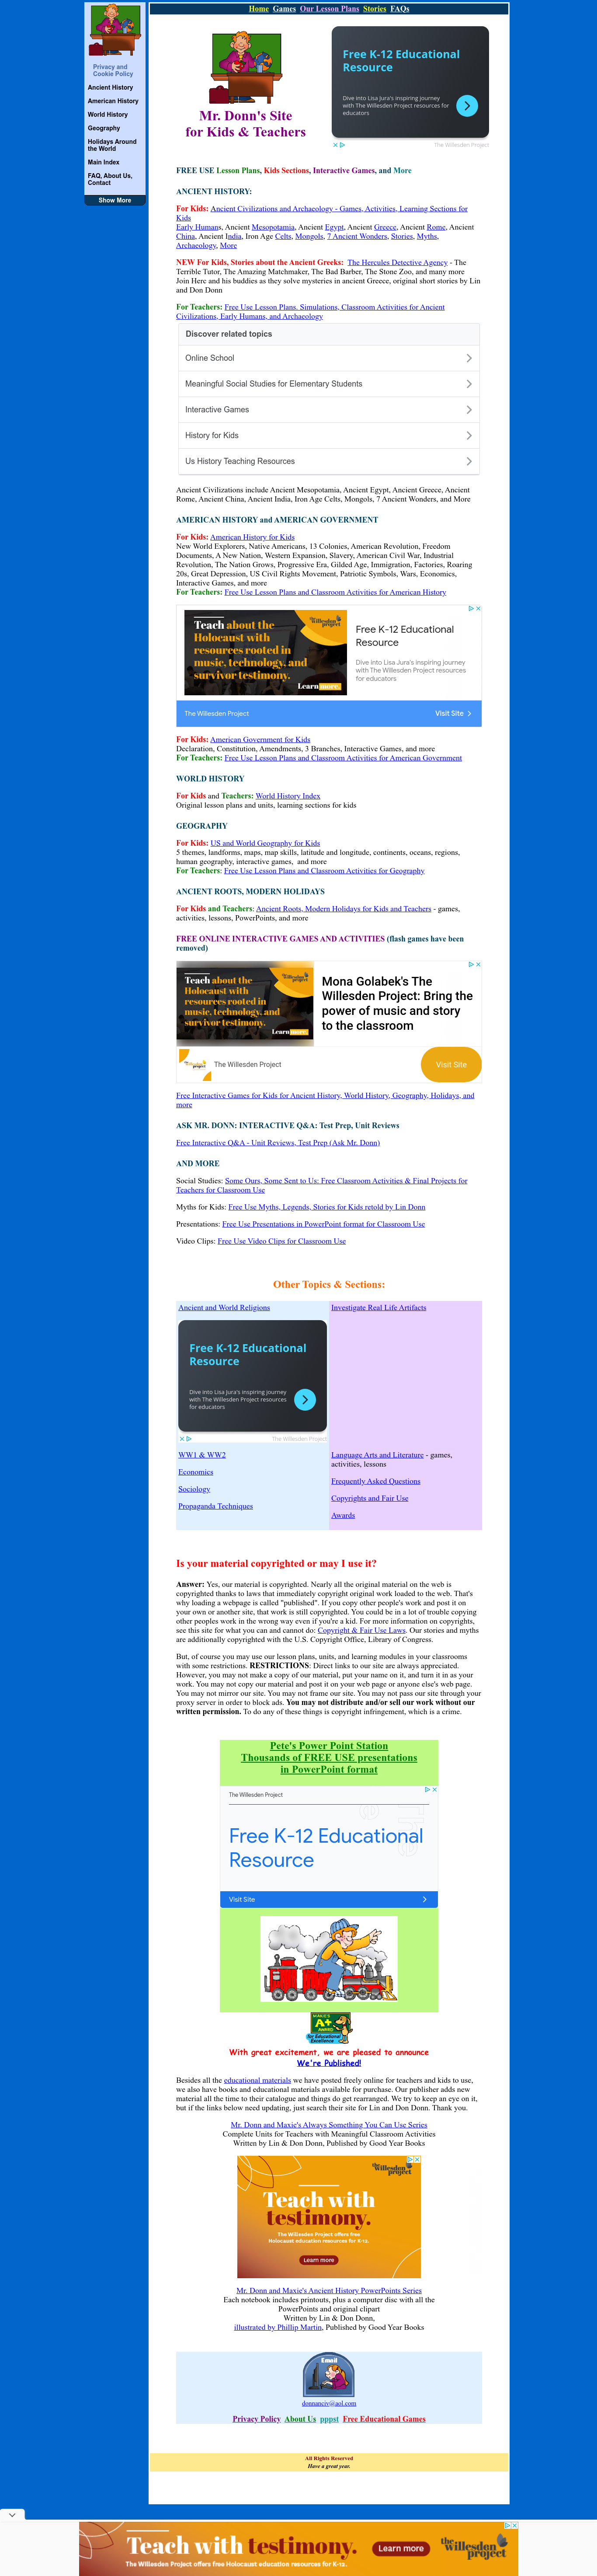 Home  Games  Our Lesson Plans  Stories  FAQs
Privacy and
Cookie Policy
Ancient History
American History
World History
Geography
Holidays Around
the World
Main Index
FAQ, About Us,
Contact
Show More
Mr. Donn's Site
for Kids & Teachers
Free K-12 Educational
Resource
Dive into Lisa Jura's inspiring journey
with The Willesden Project resources for
educators
The Willesden Project
FREE USE Lesson Plans, Kids Sections, Interactive Games, and More
ANCIENT HISTORY:
For Kids: Ancient Civilizations and Archaeology - Games, Activities, Learning Sections for
Kids
Early Humans, Ancient Mesopotamia, Ancient Egypt, Ancient Greece, Ancient Rome, Ancient
China, Ancient India, Iron Age Celts, Mongols, 7 Ancient Wonders, Stories, Myths,
Archaeology, More
NEW For Kids, Stories about the Ancient Greeks:  The Hercules Detective Agency - The
Terrible Tutor, The Amazing Matchmaker, The Bad Barber, The Stone Zoo, and many more
Join Herc and his buddies as they solve mysteries in ancient Greece, original short stories by Lin
and Don Donn
For Teachers: Free Use Lesson Plans. Simulations, Classroom Activities for Ancient
Civilizations, Early Humans, and Archaeology
Discover related topics
Online School
Meaningful Social Studies for Elementary Students
Interactive Games
History for Kids
Us History Teaching Resources
Ancient Civilizations include Ancient Mesopotamia, Ancient Egypt, Ancient Greece, Ancient
Rome, Ancient China, Ancient India, Iron Age Celts, Mongols, 7 Ancient Wonders, and More
AMERICAN HISTORY and AMERICAN GOVERNMENT
For Kids: American History for Kids
New World Explorers, Native Americans, 13 Colonies, American Revolution, Freedom
Documents, A New Nation, Western Expansion, Slavery, American Civil War, Industrial
Revolution, The Nation Grows, Progressive Era, Gilded Age, Immigration, Factories, Roaring
20s, Great Depression, US Civil Rights Movement, Patriotic Symbols, Wars, Economics,
Interactive Games, and more
For Teachers: Free Use Lesson Plans and Classroom Activities for American History
Teach about the
Holocaust with
resources rooted in
music, technology, and
survivor testimony.
Learn more
Willesden project
Free K-12 Educational
Resource
Dive into Lisa Jura's inspiring journey
with The Willesden Project resources
for educators
The Willesden Project
Visit Site
For Kids: American Government for Kids
Declaration, Constitution, Amendments, 3 Branches, Interactive Games, and more
For Teachers: Free Use Lesson Plans and Classroom Activities for American Government
WORLD HISTORY
For Kids and Teachers: World History Index
Original lesson plans and units, learning sections for kids
GEOGRAPHY
For Kids: US and World Geography for Kids
5 themes, landforms, maps, map skills, latitude and longitude, continents, oceans, regions,
human geography, interactive games,  and more
For Teachers: Free Use Lesson Plans and Classroom Activities for Geography
ANCIENT ROOTS, MODERN HOLIDAYS
For Kids and Teachers: Ancient Roots, Modern Holidays for Kids and Teachers - games,
activities, lessons, PowerPoints, and more
FREE ONLINE INTERACTIVE GAMES AND ACTIVITIES (flash games have been
removed)
Teach about the
Holocaust with
resources rooted in
music, technology, and
survivor testimony.
Learn more
Willesden project
Mona Golabek's The
Willesden Project: Bring the
power of music and story
to the classroom
The Willesden Project
Visit Site
Free Interactive Games for Kids for Ancient History, World History, Geography, Holidays, and
more
ASK MR. DONN: INTERACTIVE Q&A: Test Prep, Unit Reviews
Free Interactive Q&A - Unit Reviews, Test Prep (Ask Mr. Donn)
AND MORE
Social Studies: Some Ours, Some Sent to Us: Free Classroom Activities & Final Projects for
Teachers for Classroom Use
Myths for Kids: Free Use Myths, Legends, Stories for Kids retold by Lin Donn
Presentations: Free Use Presentations in PowerPoint format for Classroom Use
Video Clips: Free Use Video Clips for Classroom Use
Other Topics & Sections:
Ancient and World Religions
Investigate Real Life Artifacts
Free K-12 Educational
Resource
Dive into Lisa Jura's inspiring journey
with The Willesden Project resources
for educators
The Willesden Project
WW1 & WW2
Economics
Sociology
Propaganda Techniques
Language Arts and Literature - games,
activities, lessons
Frequently Asked Questions
Copyrights and Fair Use
Awards
Is your material copyrighted or may I use it?
Answer: Yes, our material is copyrighted. Nearly all the original material on the web is
copyrighted thanks to laws that immediately copyright original work loaded to the web. That's
why loading a webpage is called "published". If you copy other people's work and post it on
your own or another site, that work is still copyrighted. You could be in a lot of trouble copying
other peoples work in the wrong way even if you're a kid. For more information on copyrights,
see this site for what you can and cannot do: Copyright & Fair Use Laws. Our stories and myths
are additionally copyrighted with the U.S. Copyright Office, Library of Congress.
But, of course you may use our lesson plans, units, and learning modules in your classrooms
with some restrictions. RESTRICTIONS: Direct links to our site are always appreciated.
However, you may not make a copy of our material, put your name on it, and turn it in as your
work. You may not copy our material and post it on your web page or anyone else's web page.
You may not mirror our site. You may not frame our site. You may not pass our site through your
proxy server in order to block ads. You may not distribute and/or sell our work without our
written permission. To do any of these things is copyright infringement, which is a crime.
Pete's Power Point Station
Thousands of FREE USE presentations
in PowerPoint format
The Willesden Project
Free K-12 Educational
Resource
Visit Site
A+
AWARD
for Educational
Excellence
With great excitement, we are pleased to announce
We're Published!
Besides all the educational materials we have posted freely online for teachers and kids to use,
we also have books and educational materials available for purchase. Our publisher adds new
material all the time to their catalogue and things do get rearranged. We try to keep an eye on it,
but if the links below need updating, just search their site for Lin and Don Donn. Thank you.
Mr. Donn and Maxie's Always Something You Can Use Series
Complete Units for Teachers with Meaningful Classroom Activities
Written by Lin & Don Donn, Published by Good Year Books
the Willesden project
Teach with
testimony.
The Willesden Project offers free
Holocaust education resources for K-12.
Learn more
Mr. Donn and Maxie's Ancient History PowerPoints Series
Each notebook includes printouts, plus a computer disc with all the
PowerPoints and original clipart
Written by Lin & Don Donn,
illustrated by Phillip Martin, Published by Good Year Books
Email
donnanciv@aol.com
Privacy Policy  About Us  pppst  Free Educational Games
All Rights Reserved
Have a great year.
Teach with testimony.
The Willesden Project offers free Holocaust education resources for K-12.
Learn more
the Willesden project